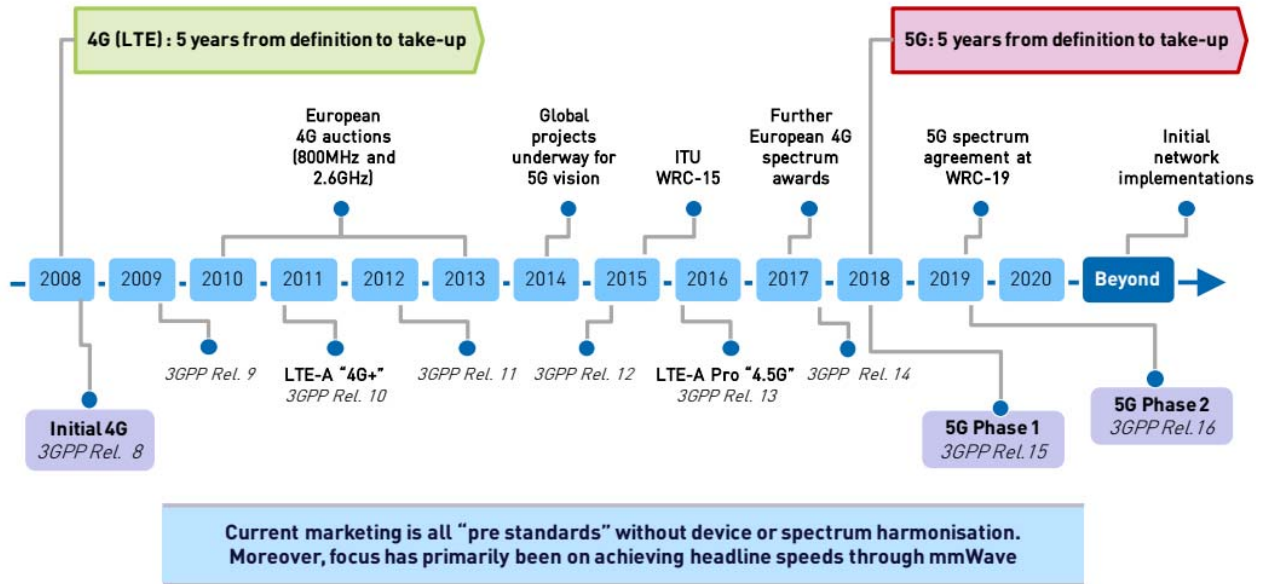 4G (LTE) : 5 years from definition to take-up
5G: 5 years from definition to take-up
European
4G auctions
(800MHz and
2.6GHz)
Global
projects
underway for
5G vision
ITU
WRC-15
Further
European 4G
spectrum
awards
5G spectrum
agreement at
WRC-19
Initial
network
implementations
2008
2009
2010
2011
2012
2013
2014
2015
2016
2017
2018
2019
2020
Beyond
3GPP Rel. 9
LTE-A “4G+”
3GPP Rel. 10
3GPP Rel. 11
3GPP Rel. 12
LTE-A Pro “4.5G”
3GPP Rel. 13
3GPP Rel. 14
Initial 4G
3GPP Rel. 8
5G Phase 1
3GPP Rel.15
5G Phase 2
3GPP Rel.16
Current marketing is all “pre standards” without device or spectrum harmonisation.
Moreover, focus has primarily been on achieving headline speeds through mmWave